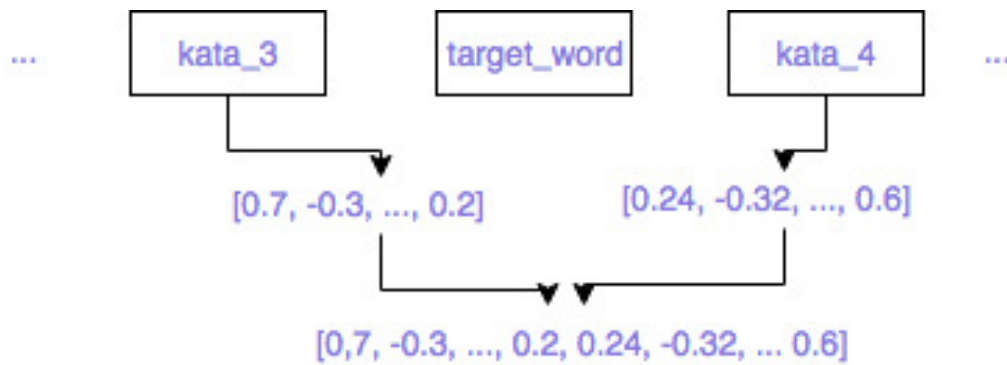 ... kata_3 target_word kata_4 ...
[0.7, -0.3, ..., 0.2] [0.24, -0.32, ..., 0.6]
[0,7, -0.3, ..., 0.2, 0.24, -0.32, ... 0.6]